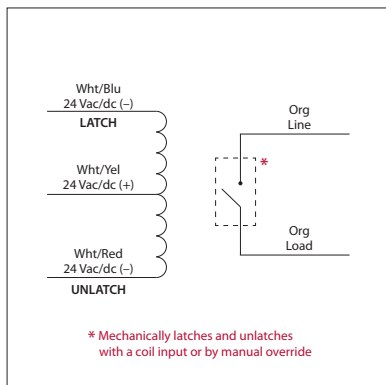 Wht/Blu
24 Vac/dc (–)
LATCH
Wht/Yel
24 Vac/dc (+)
Wht/Red
24 Vac/dc (–)
UNLATCH
Org
Line
*
Org
Load
* Mechanically latches and unlatches
with a coil input or by manual override